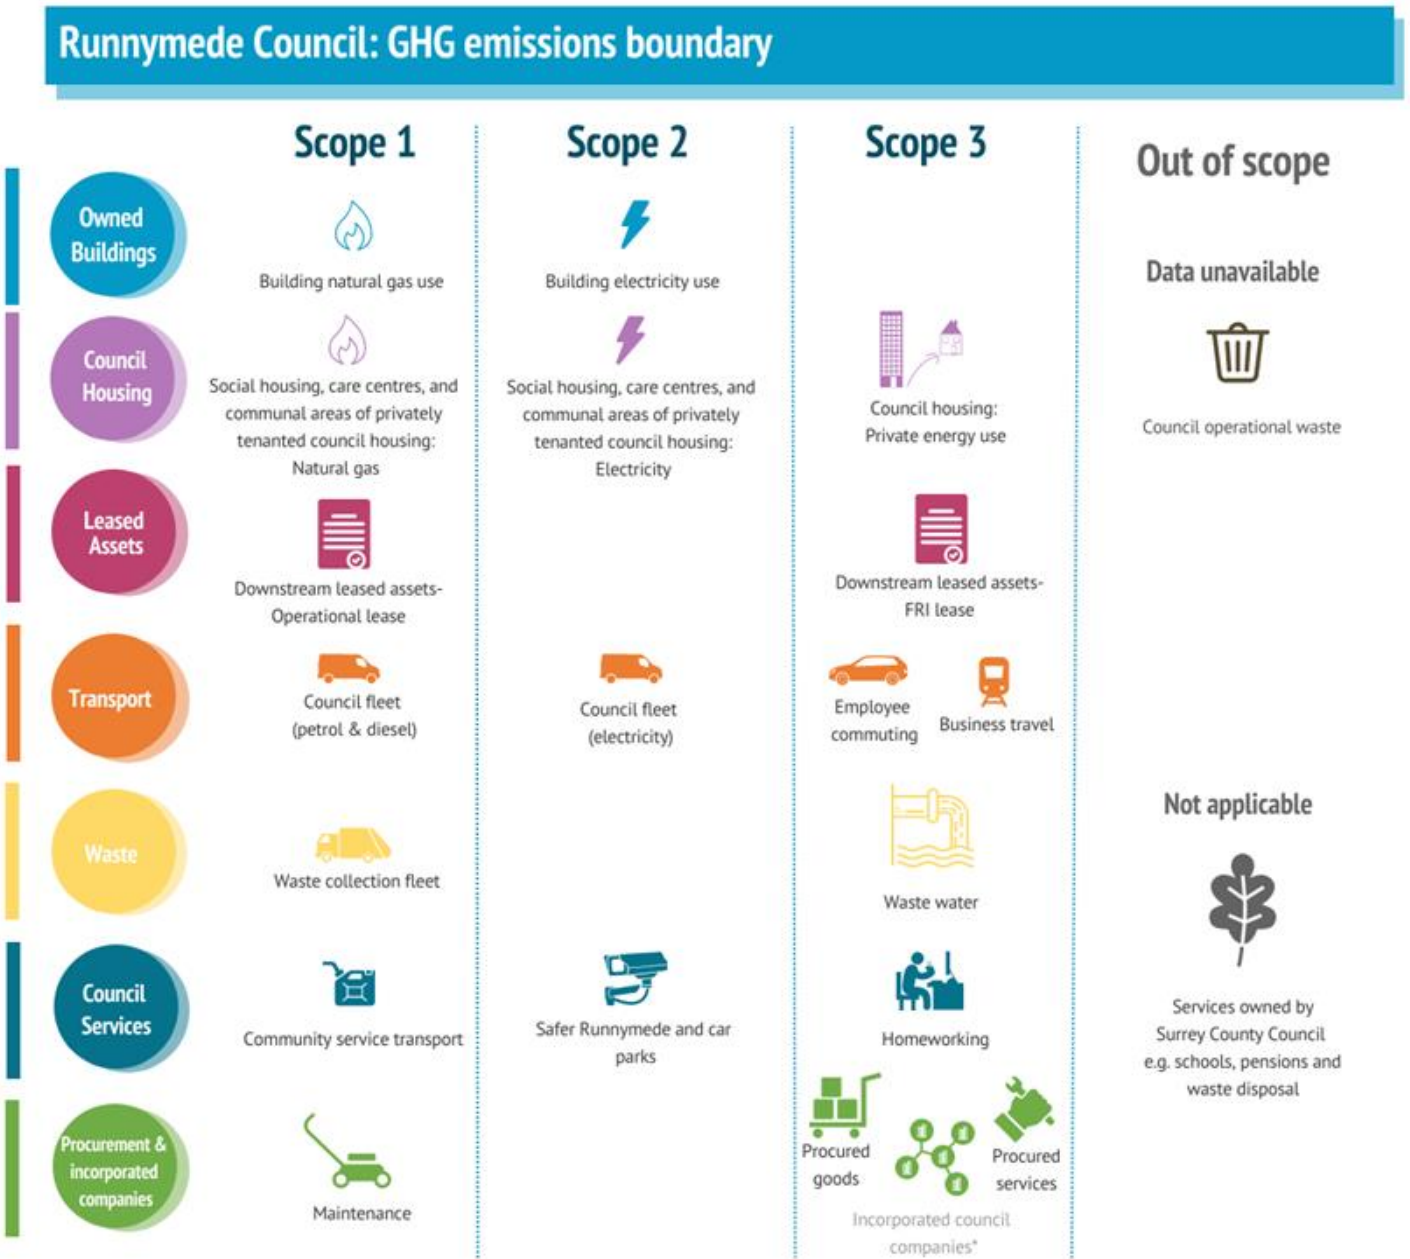 Runnymede Council: GHG emissions boundary
Scope 1
Scope 2
Scope 3
Out of scope
Owned
Buildings
Building natural gas use
Building electricity use
Data unavailable
Council
Housing
Social housing, care centres, and
communal areas of privately
tenanted council housing:
Natural gas
Social housing, care centres, and
communal areas of privately
tenanted council housing:
Electricity
Council housing:
Private energy use
Council operational waste
Leased
Assets
Downstream leased assets-
Operational lease
Downstream leased assets-
FRI lease
Transport
Council fleet
(petrol & diesel)
Council fleet
(electricity)
Employee
commuting
Business travel
Waste
Waste collection fleet
Waste water
Not applicable
Council
Services
Community service transport
Safer Runnymede and car
parks
Homeworking
Services owned by
Surrey County Council
e.g. schools, pensions and
waste disposal
Procurement &
incorporated
companies
Maintenance
Procured
goods
Procured
services
Incorporated council
companies*